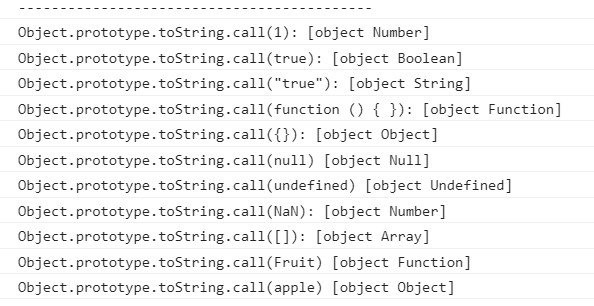 -------------------------------------------
Object.prototype.toString.call(1): [object Number]
Object.prototype.toString.call(true): [object Boolean]
Object.prototype.toString.call("true"): [object String]
Object.prototype.toString.call(function () { }): [object Function]
Object.prototype.toString.call({}): [object Object]
Object.prototype.toString.call(null) [object Null]
Object.prototype.toString.call(undefined) [object Undefined]
Object.prototype.toString.call(NaN): [object Number]
Object.prototype.toString.call([]): [object Array]
Object.prototype.toString.call(Fruit) [object Function]
Object.prototype.toString.call(apple) [object Object]